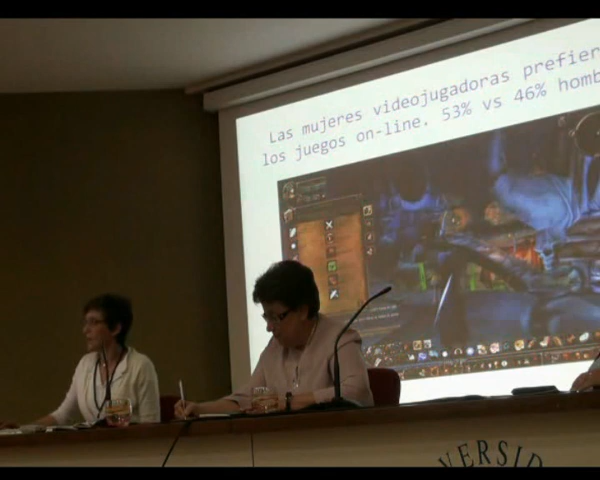 Las mujeres videojugadoras prefier
los juegos on-line. 53% vs 46% homb
VERSID